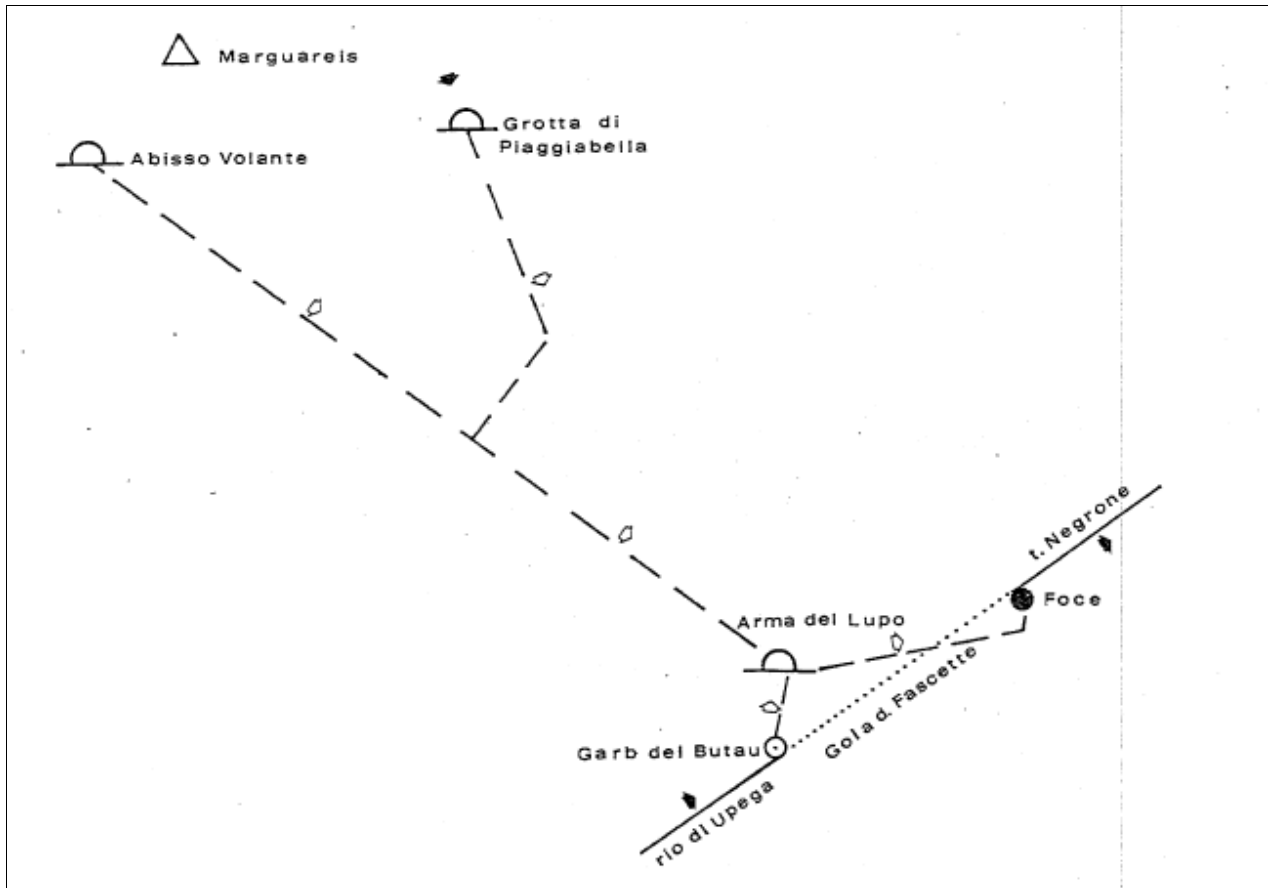 Marguareis
Grotta di
Piaggiabella
Abisso Volante
t. Negrone
Foce
Arma del Lupo
Gola d. Fascette
Garb del Butau
rio di Upega